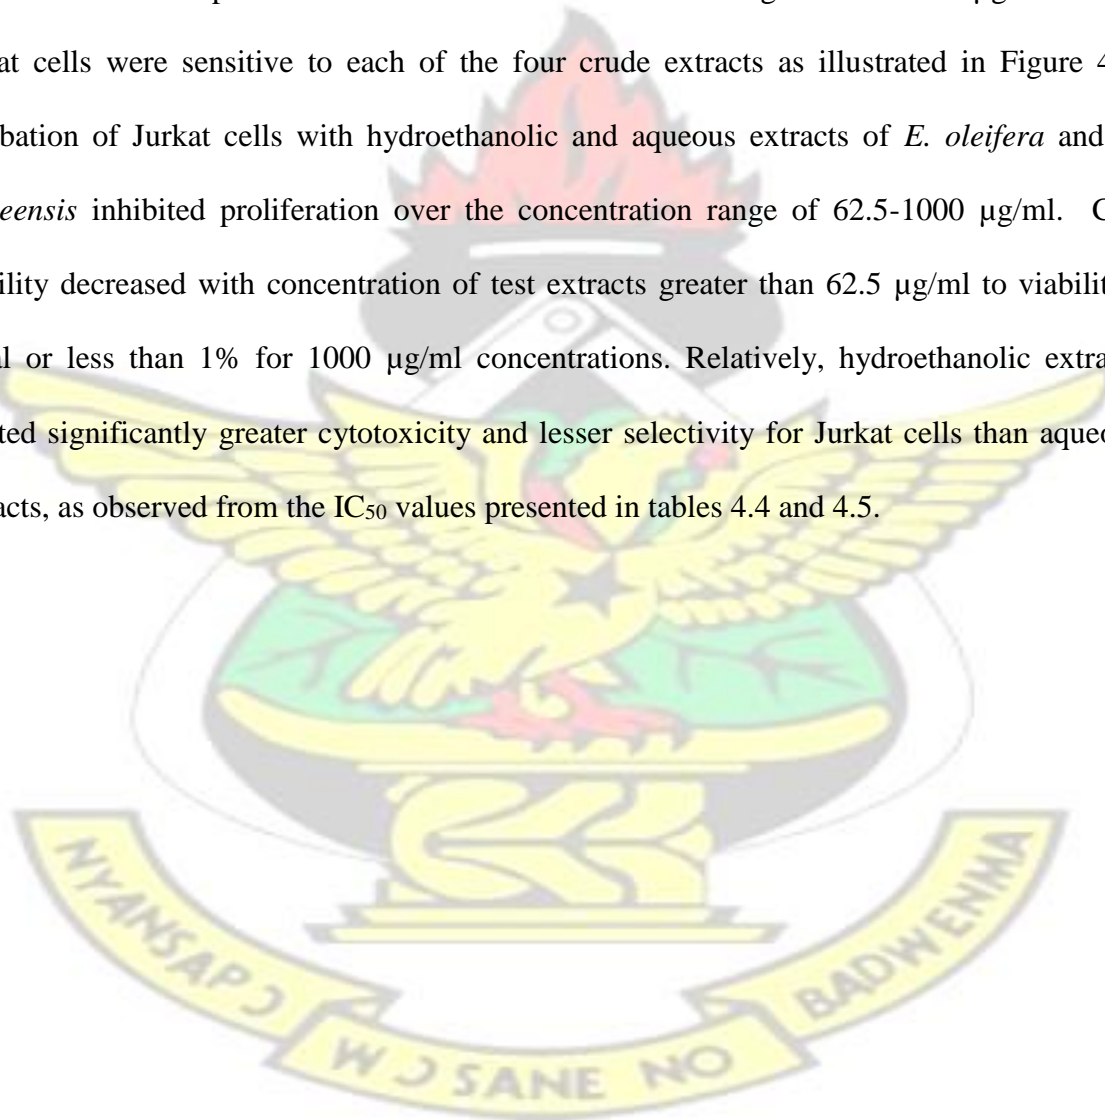 at cells were sensitive to each of the four crude extracts as illustrated in Figure 4
bation of Jurkat cells with hydroethanolic and aqueous extracts of E. oleifera and
eensis inhibited proliferation over the concentration range of 62.5-1000 µg/ml. C
ility decreased with concentration of test extracts greater than 62.5 µg/ml to viabilit
l or less than 1% for 1000 µg/ml concentrations. Relatively, hydroethanolic extra
ted significantly greater cytotoxicity and lesser selectivity for Jurkat cells than aqueo
acts, as observed from the IC50 values presented in tables 4.4 and 4.5.
NYANSAPƆ
WƆ SANE NO
BADWENMA